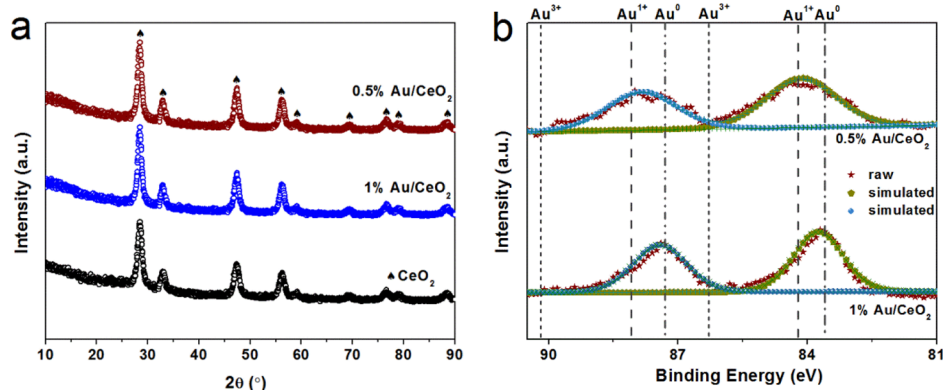 a
Intensity (a.u.)
0.5% Au/CeO₂
1% Au/CeO₂
♠CeO₂
10 20 30 40 50 60 70 80 90
2θ (°)
b
Au³⁺ Au¹⁺ Au⁰ Au³⁺ Au¹⁺ Au⁰
Intensity (a.u.)
0.5% Au/CeO₂
raw
simulated
simulated
1% Au/CeO₂
90 87 84 81
Binding Energy (eV)